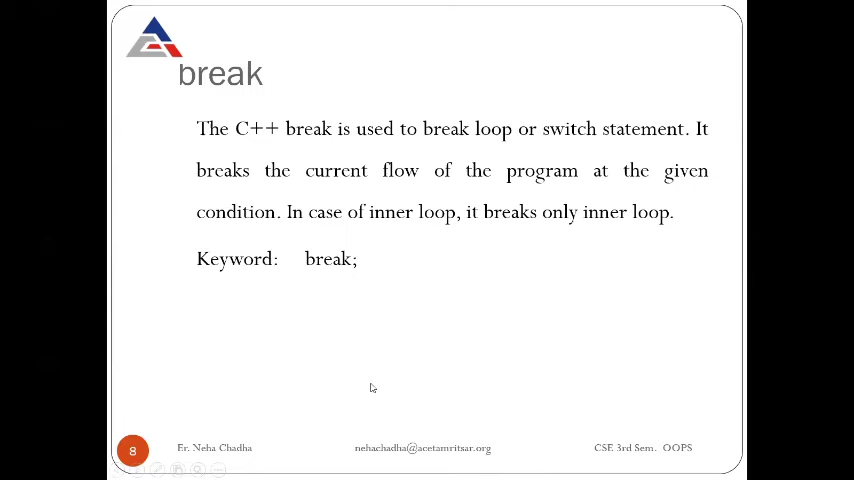 break
The C++ break is used to break loop or switch statement. It
breaks the current flow of the program at the given
condition. In case of inner loop, it breaks only inner loop.
Keyword: break;
8
Er. Neha Chadha
nehachadha@acetamritsar.org
CSE 3rd Sem. OOPS